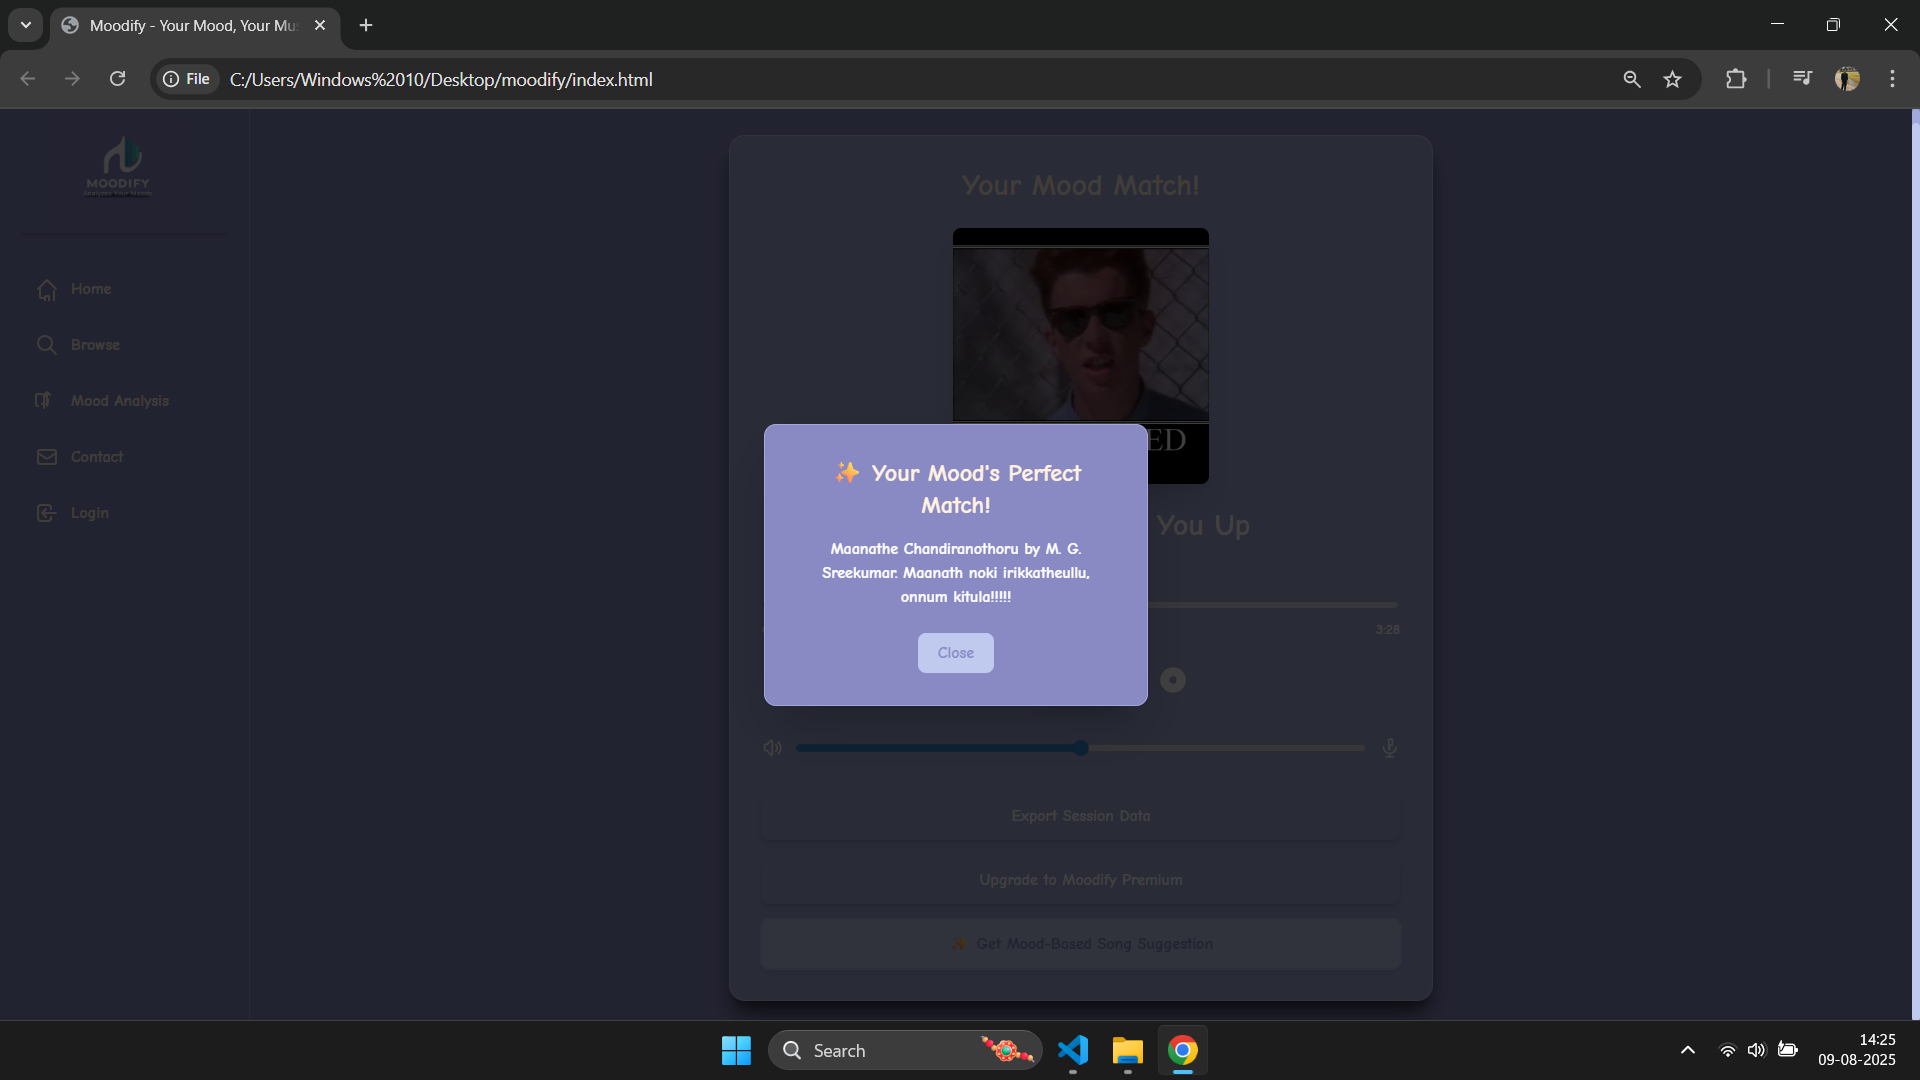 Moodify - Your Mood, Your Mu
File
C:/Users/Windows%2010/Desktop/moodify/index.html
MOODIFY
Home
Browse
Mood Analysis
Contact
Login
Your Mood Match!
ED
You Up
✨ Your Mood's Perfect
Match!
Maanathe Chandiranothoru by M. G.
Sreekumar. Maanath noki irikkatheullu,
onnum kitula!!!!!
Close
3:28
Export Session Data
Upgrade to Moodify Premium
✨ Get Mood-Based Song Suggestion
Search
14:25
09-08-2025